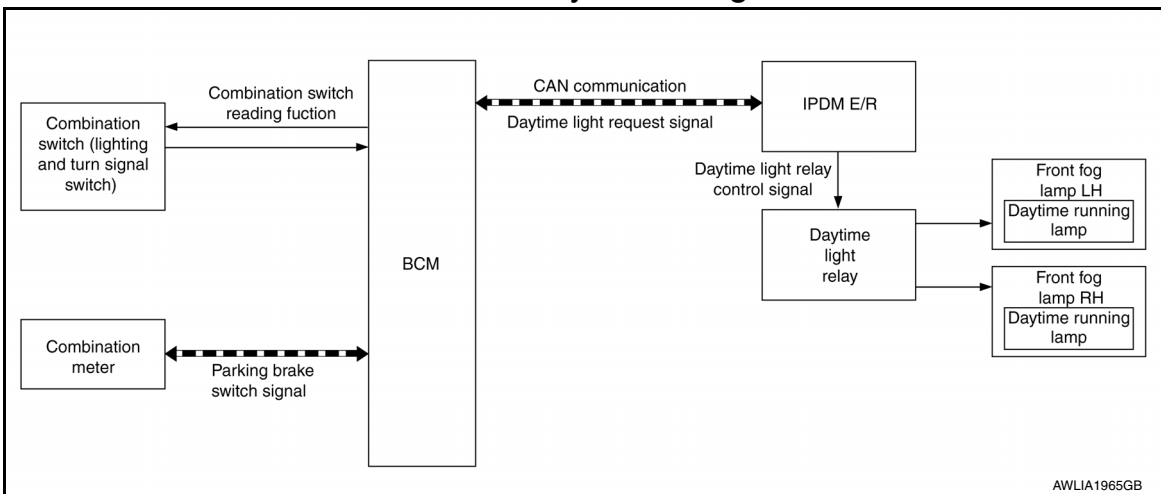 Combination
switch (lighting
and turn signal
switch)
Combination switch
reading fuction
Combination
meter
Parking brake
switch signal
BCM
CAN communication
Daytime light request signal
IPDM E/R
Daytime light relay
control signal
Daytime
light
relay
Front fog
lamp LH
Daytime running
lamp
Front fog
lamp RH
Daytime running
lamp
AWLIA1965GB